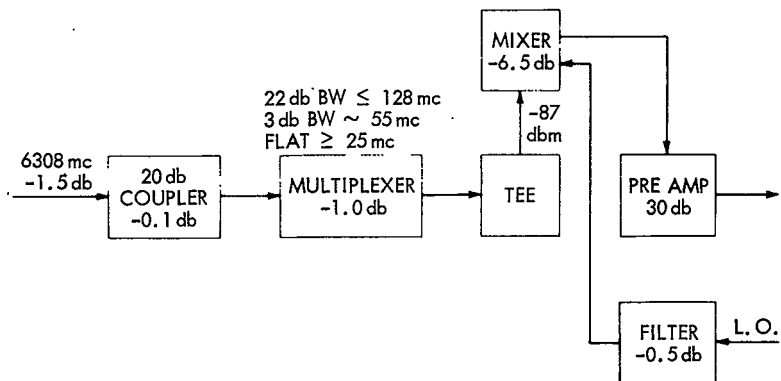 MIXER
-6.5 db
22 db BW ≤ 128 mc
3 db BW ~ 55 mc
FLAT ≥ 25 mc
-87
dbm
6308 mc
-1.5 db
20 db
COUPLER
-0.1 db
MULTIPLEXER
-1.0 db
TEE
PRE AMP
30 db
FILTER
-0.5 db
L. O.